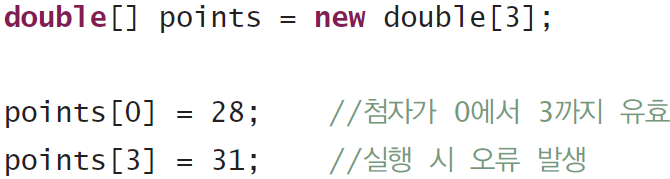 double[] points = new double[3];
points[0] = 28; //첨자가 0에서 3까지 유효
points[3] = 31; //실행 시 오류 발생